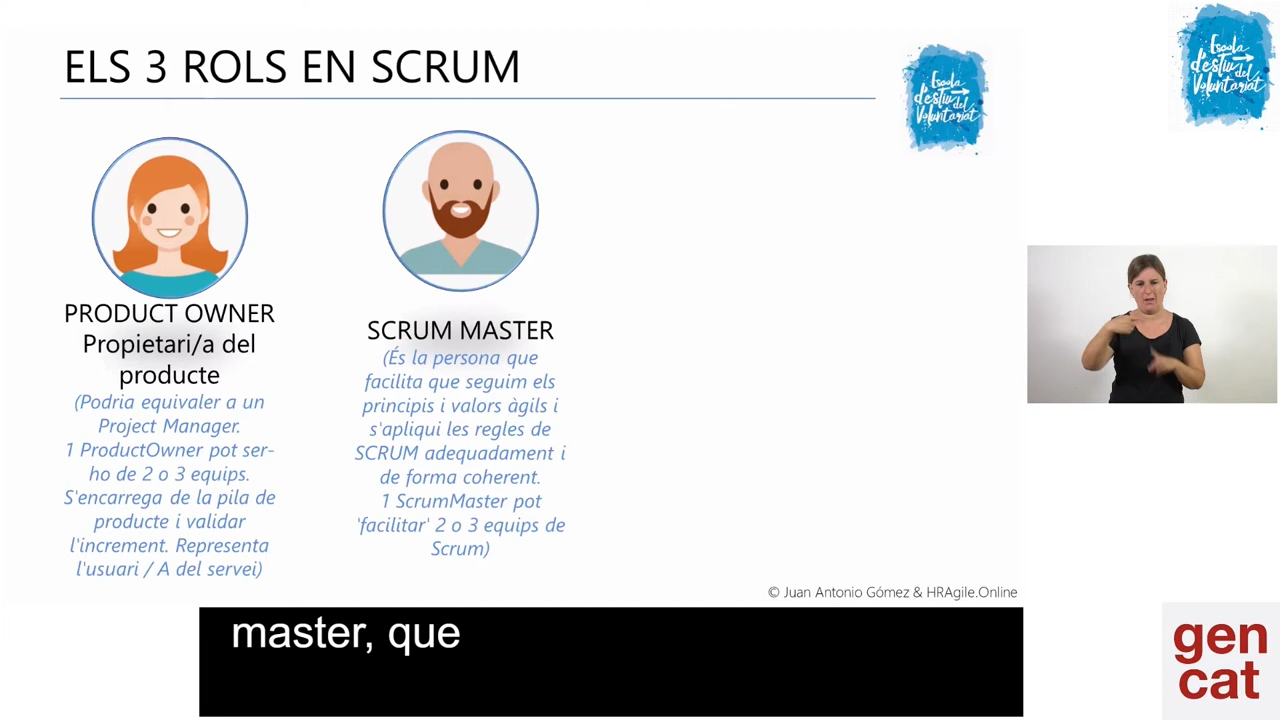 ELS 3 ROLS EN SCRUM
Escola
d'estiu
del
Voluntariat
Escola
d'estiu
del
Voluntariat
PRODUCT OWNER
Propietari/a del
producte
(Podria equivaler a un
Project Manager.
1 ProductOwner pot ser-
ho de 2 o 3 equips.
S'encarrega de la pila de
producte i validar
l'increment. Representa
l'usuari / A del servei)
SCRUM MASTER
(És la persona que
facilita que seguim els
principis i valors àgils i
s'apliqui les regles de
SCRUM adequadament i
de forma coherent.
1 ScrumMaster pot
'facilitar' 2 o 3 equips de
Scrum)
© Juan Antonio Gómez & HRAgile.Online
master, que
gen
cat